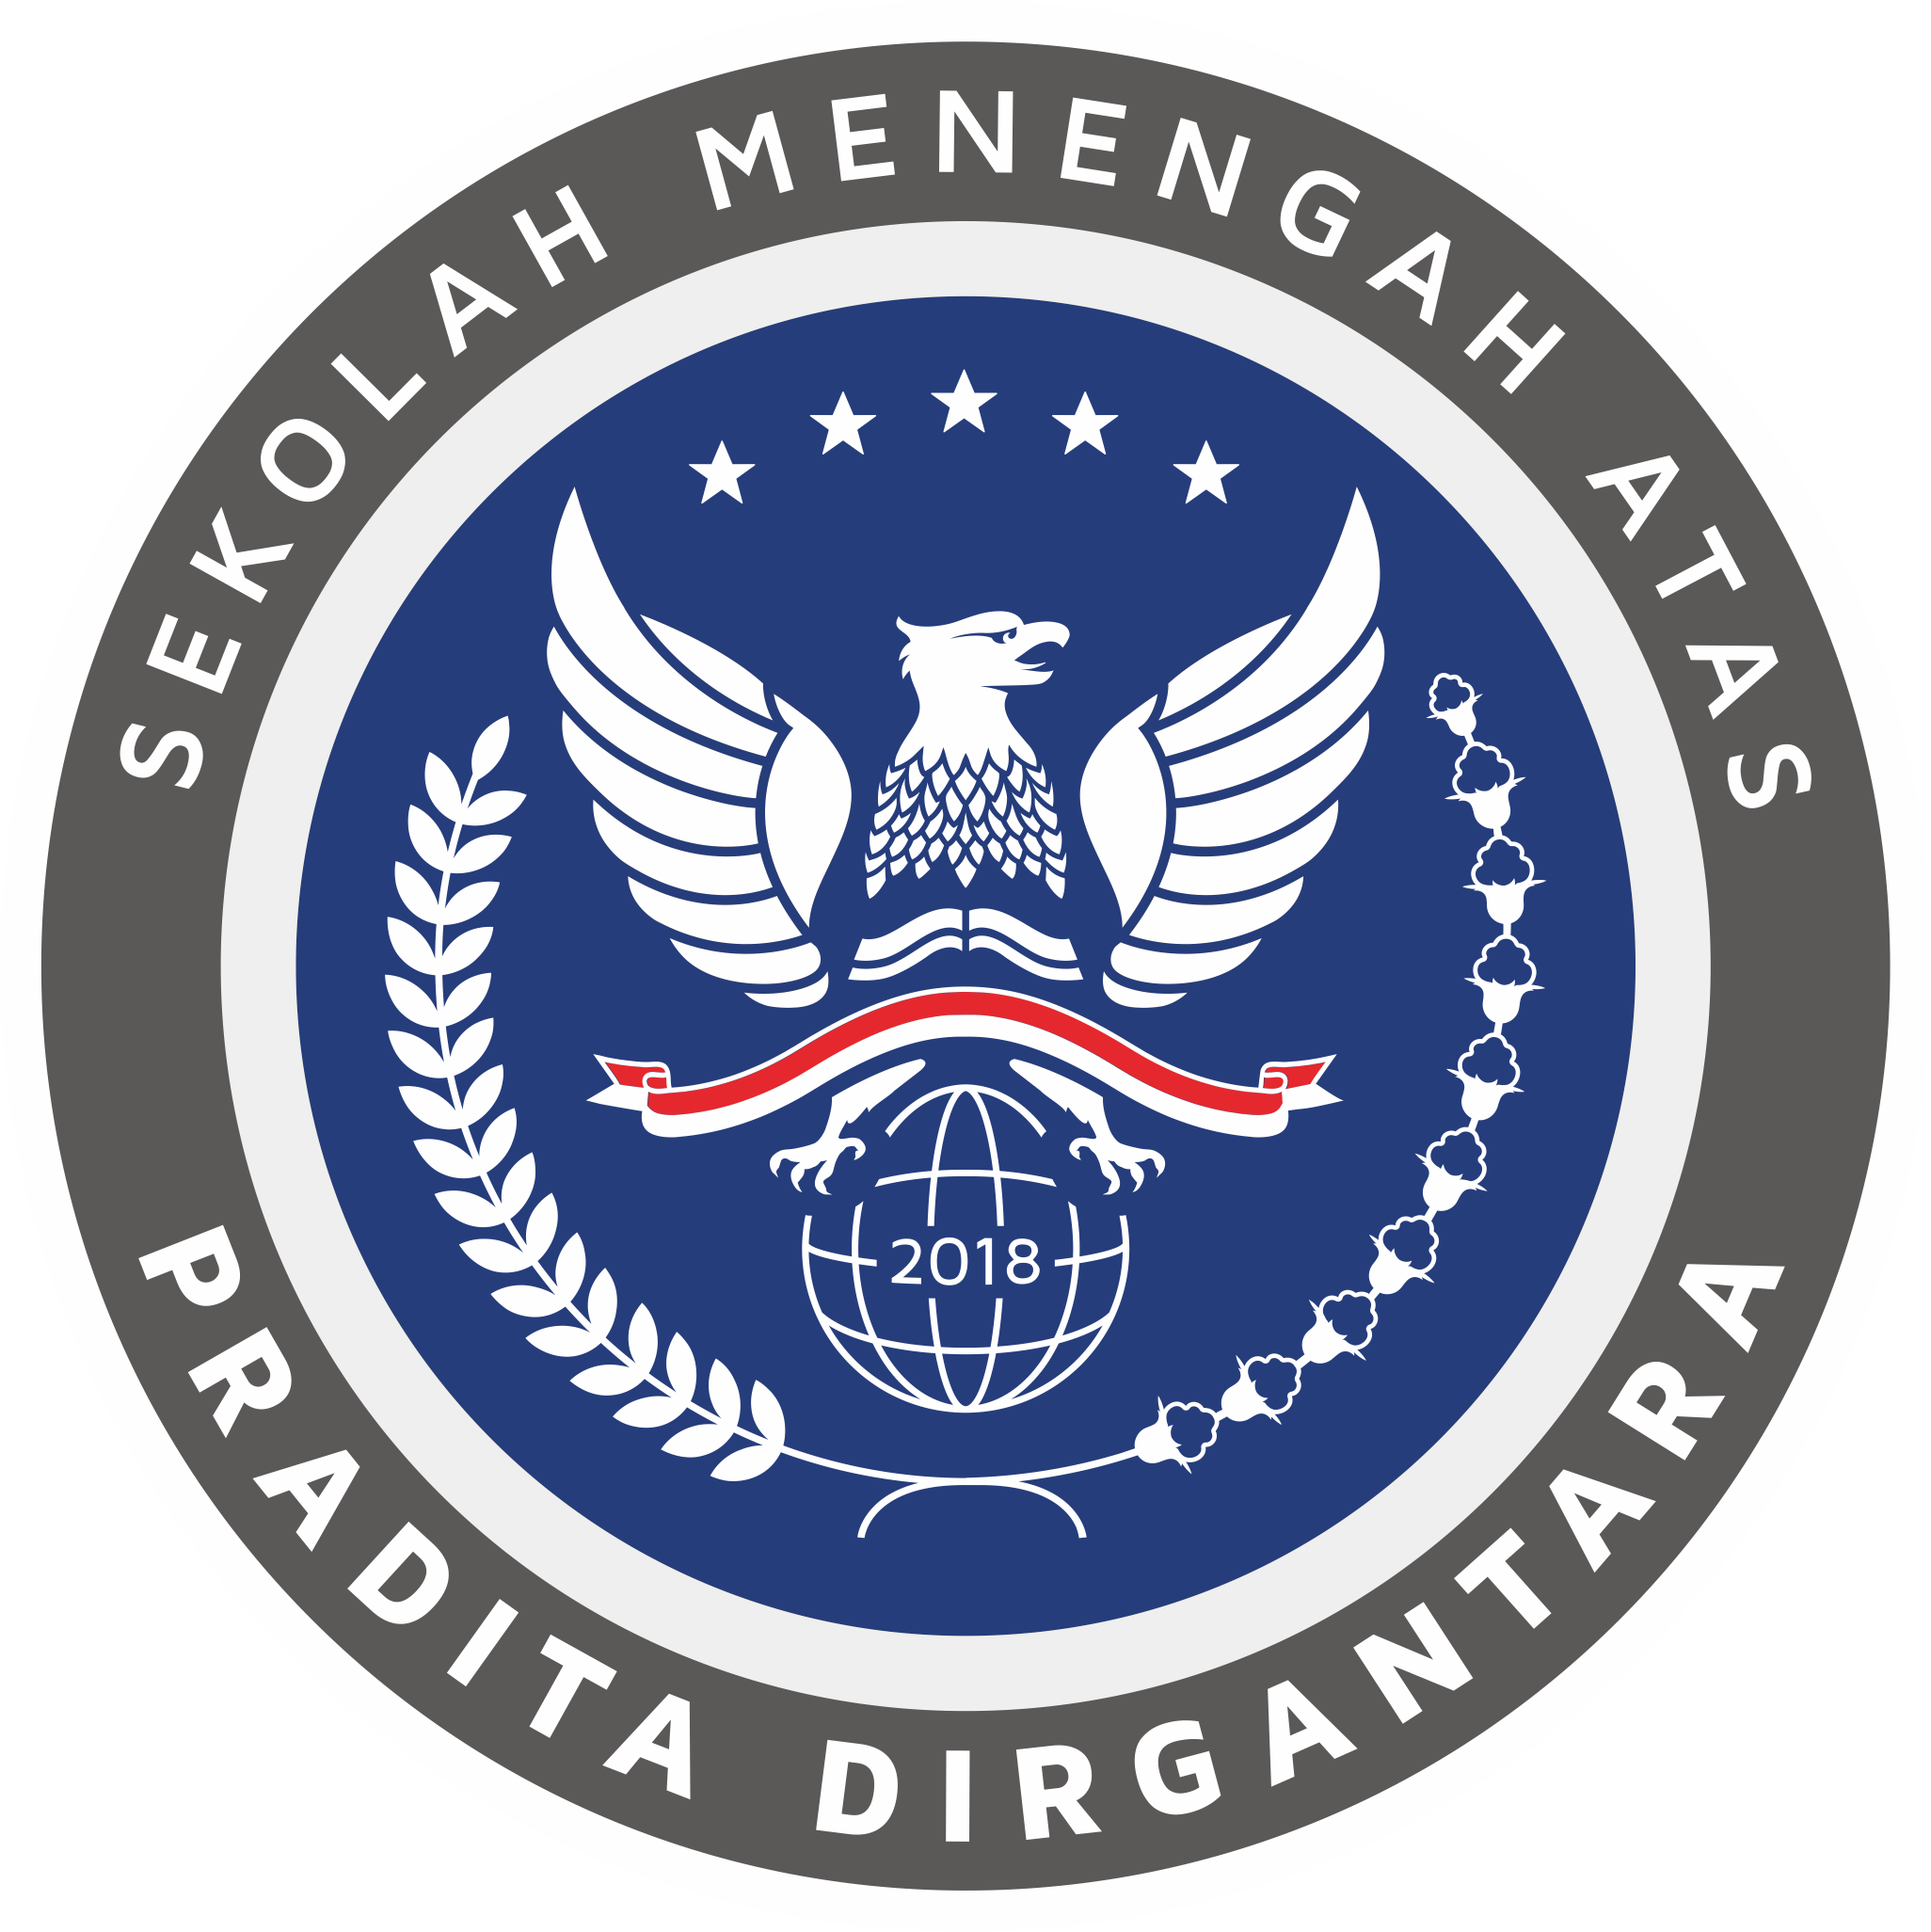 SEKOLAH MENENGAH ATAS
2018
PRADITA DIRGANTARA